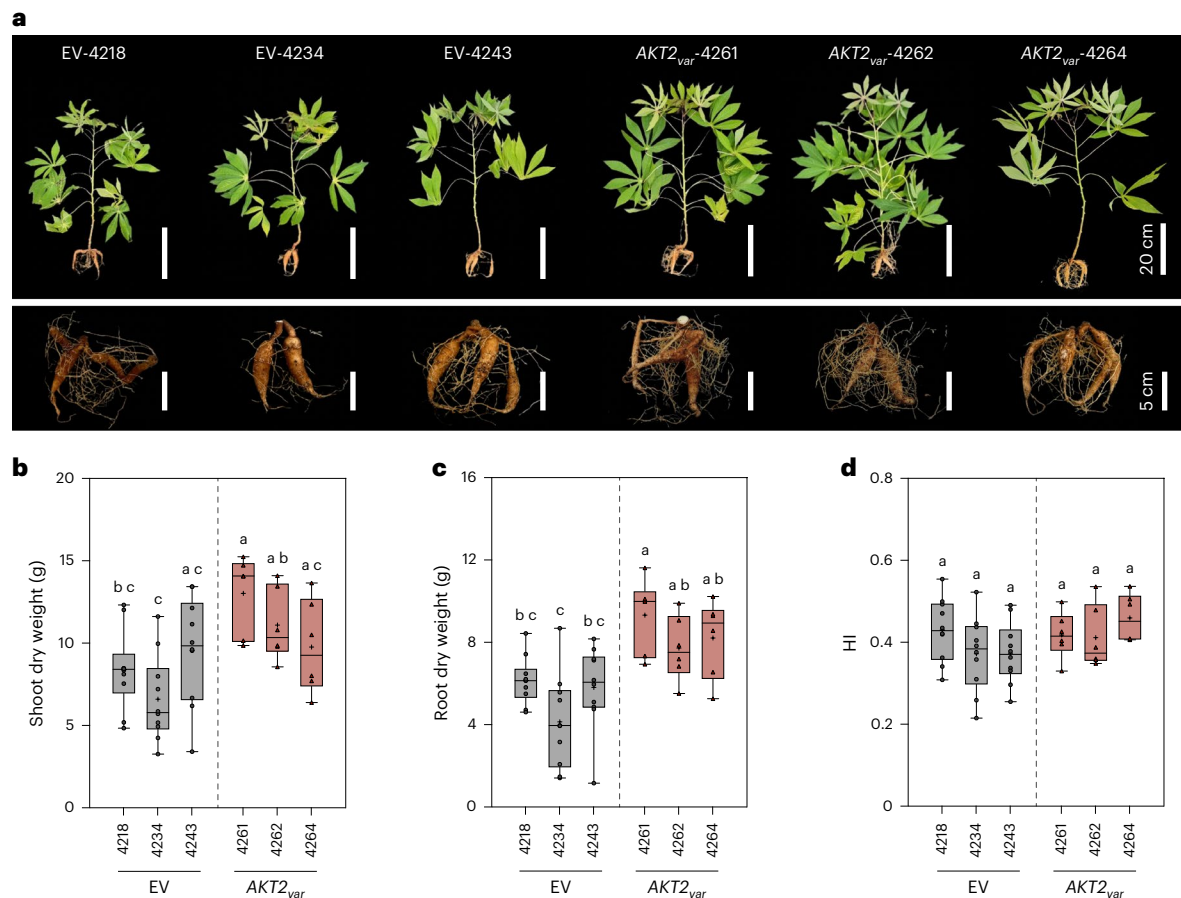 a
EV-4218 EV-4234 EV-4243 AKT2var-4261 AKT2var-4262 AKT2var-4264
20 cm
5 cm
b
Shoot dry weight (g)
20
15
10
5
0
b c c a c a a b a c
4218 4234 4243 4261 4262 4264
EV AKT2var
c
Root dry weight (g)
16
12
8
4
0
b c c b c a a b a b
4218 4234 4243 4261 4262 4264
EV AKT2var
d
HI
0.8
0.6
0.4
0.2
0
a a a a a a
4218 4234 4243 4261 4262 4264
EV AKT2var